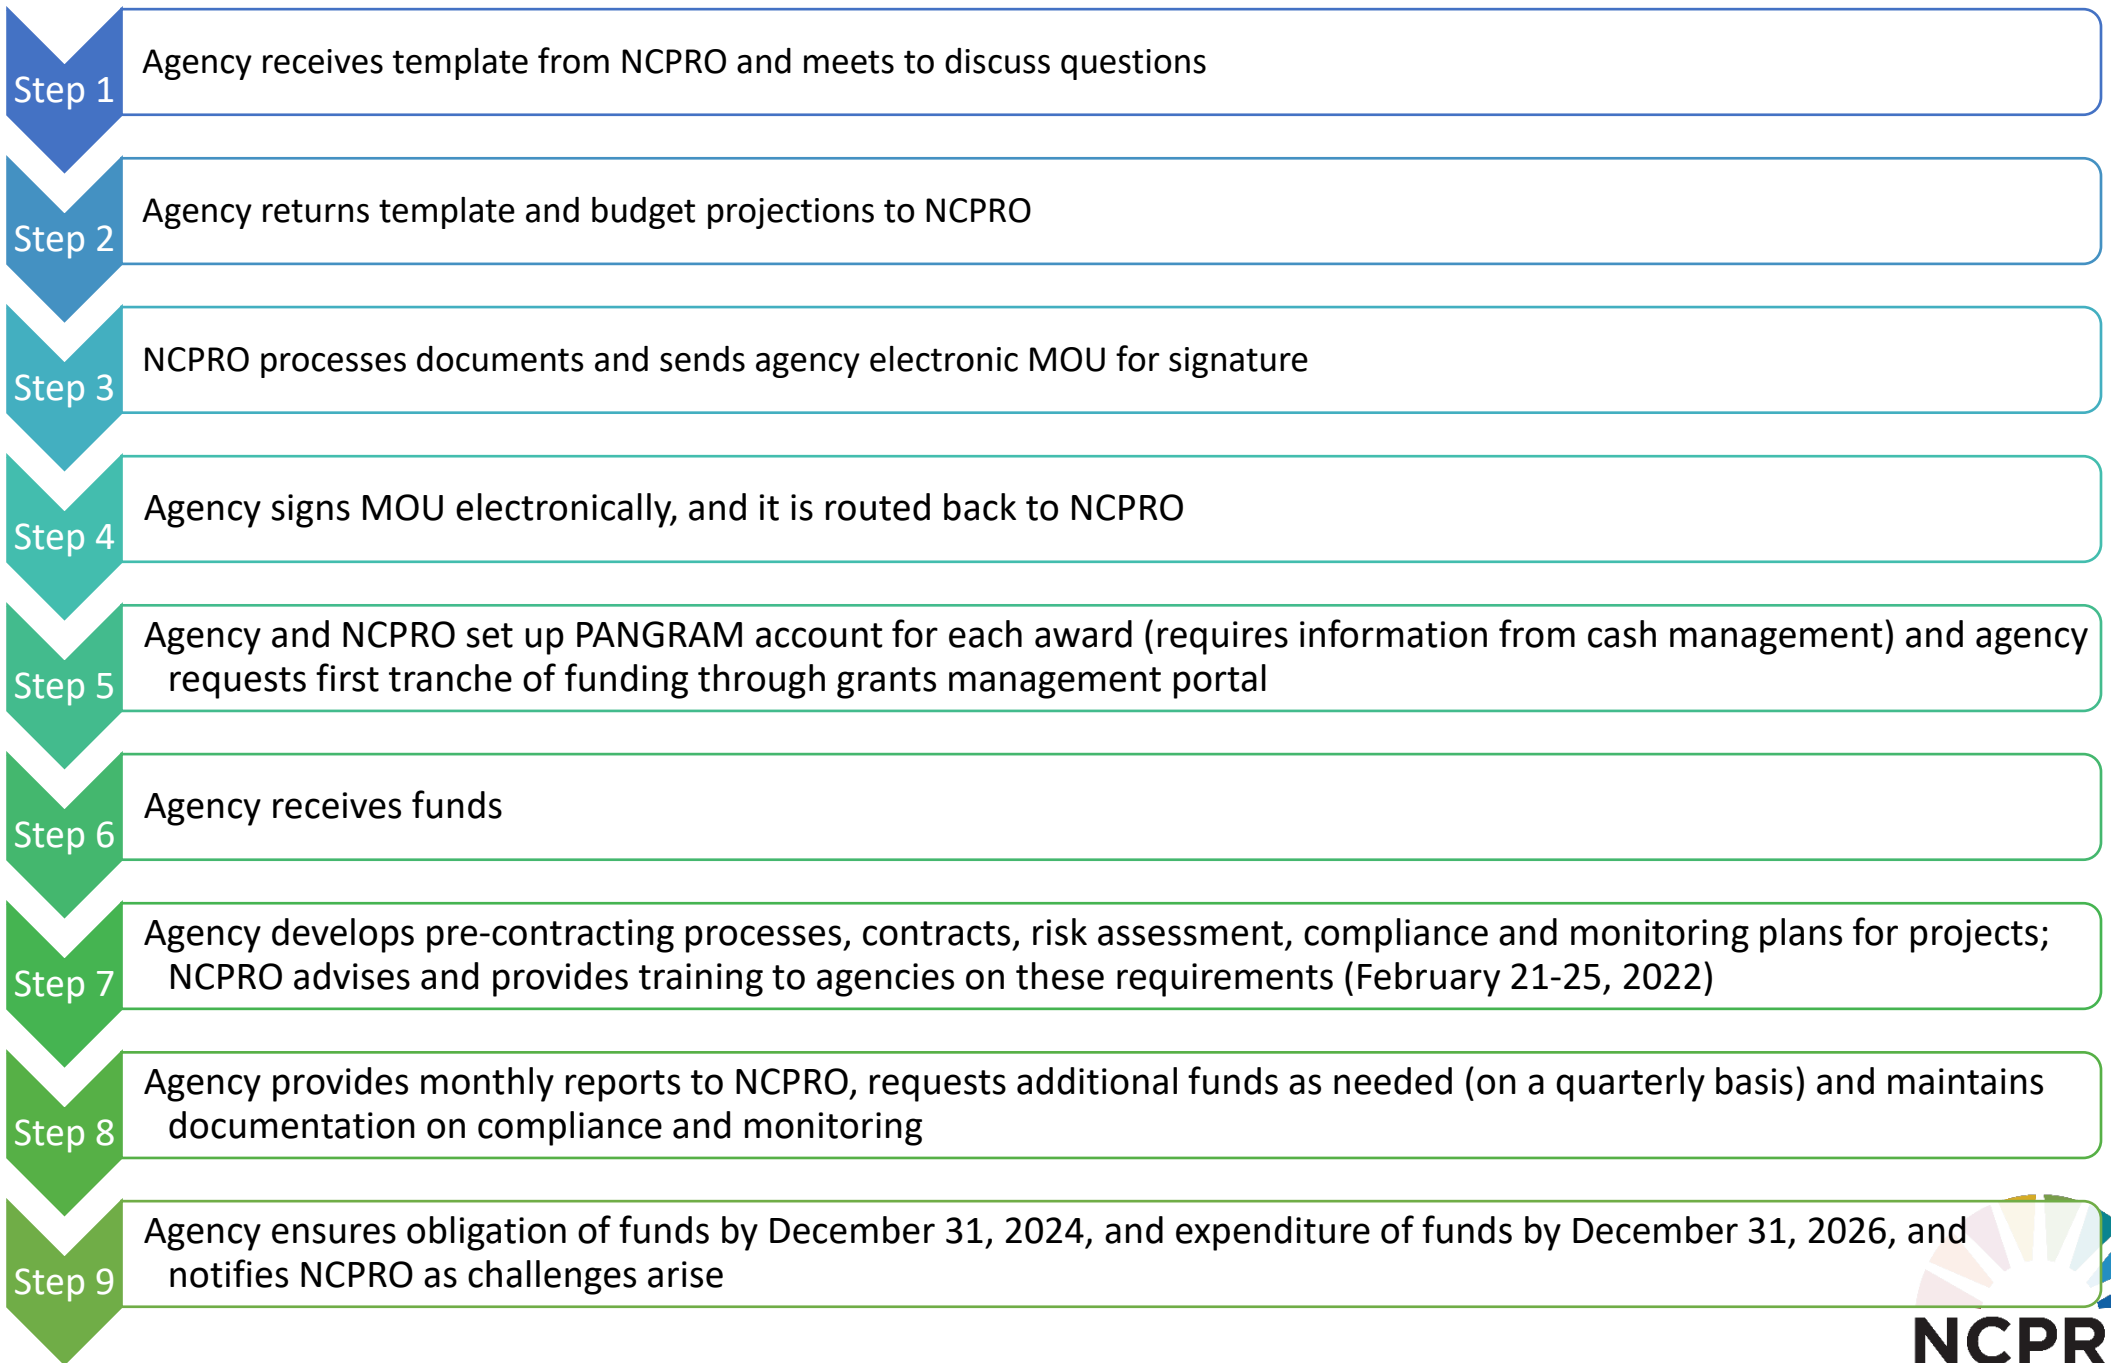 Step 1
Agency receives template from NCPRO and meets to discuss questions
Step 2
Agency returns template and budget projections to NCPRO
Step 3
NCPRO processes documents and sends agency electronic MOU for signature
Step 4
Agency signs MOU electronically, and it is routed back to NCPRO
Step 5
Agency and NCPRO set up PANGRAM account for each award (requires information from cash management) and agency
requests first tranche of funding through grants management portal
Step 6
Agency receives funds
Step 7
Agency develops pre-contracting processes, contracts, risk assessment, compliance and monitoring plans for projects;
NCPRO advises and provides training to agencies on these requirements (February 21-25, 2022)
Step 8
Agency provides monthly reports to NCPRO, requests additional funds as needed (on a quarterly basis) and maintains
documentation on compliance and monitoring
Step 9
Agency ensures obligation of funds by December 31, 2024, and expenditure of funds by December 31, 2026, and
notifies NCPRO as challenges arise
NCPR